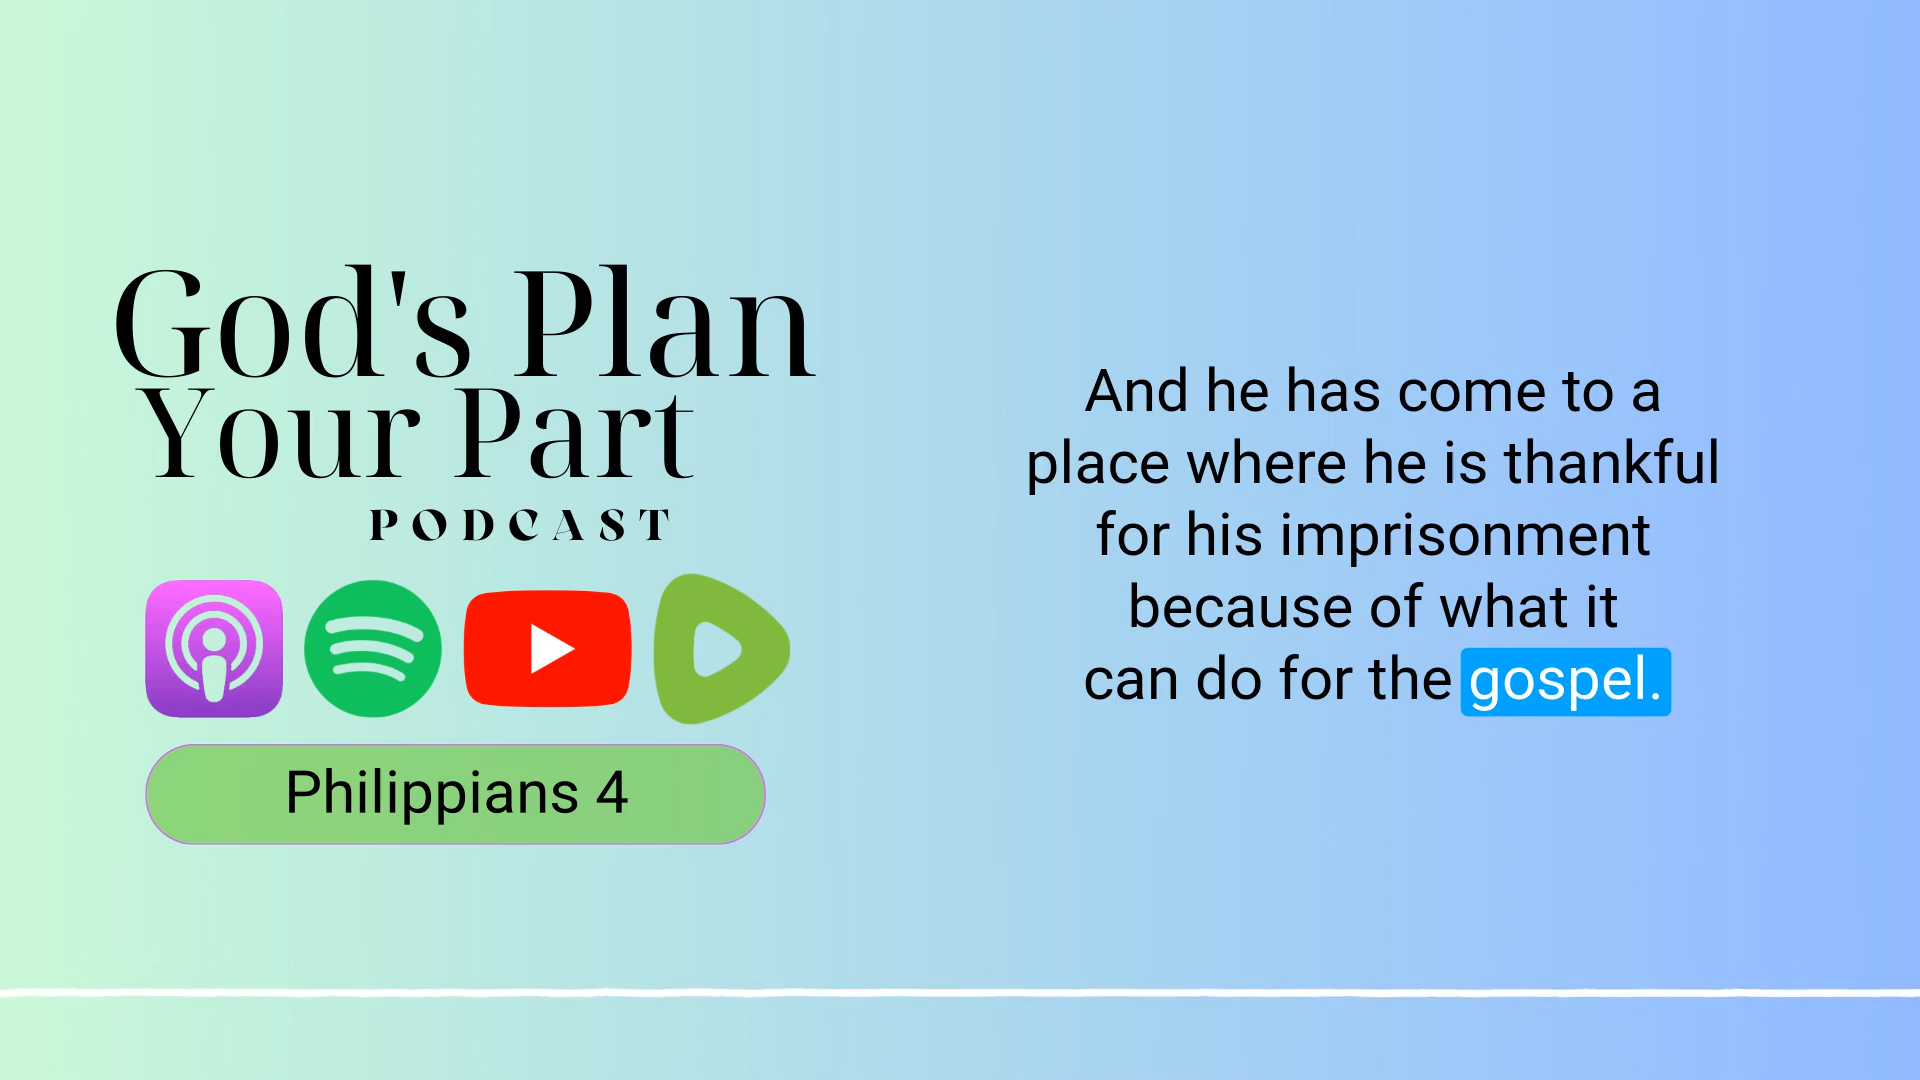 God's Plan
Your Part
PODCAST
Philippians 4
And he has come to a
place where he is thankful
for his imprisonment
because of what it
can do for the gospel.